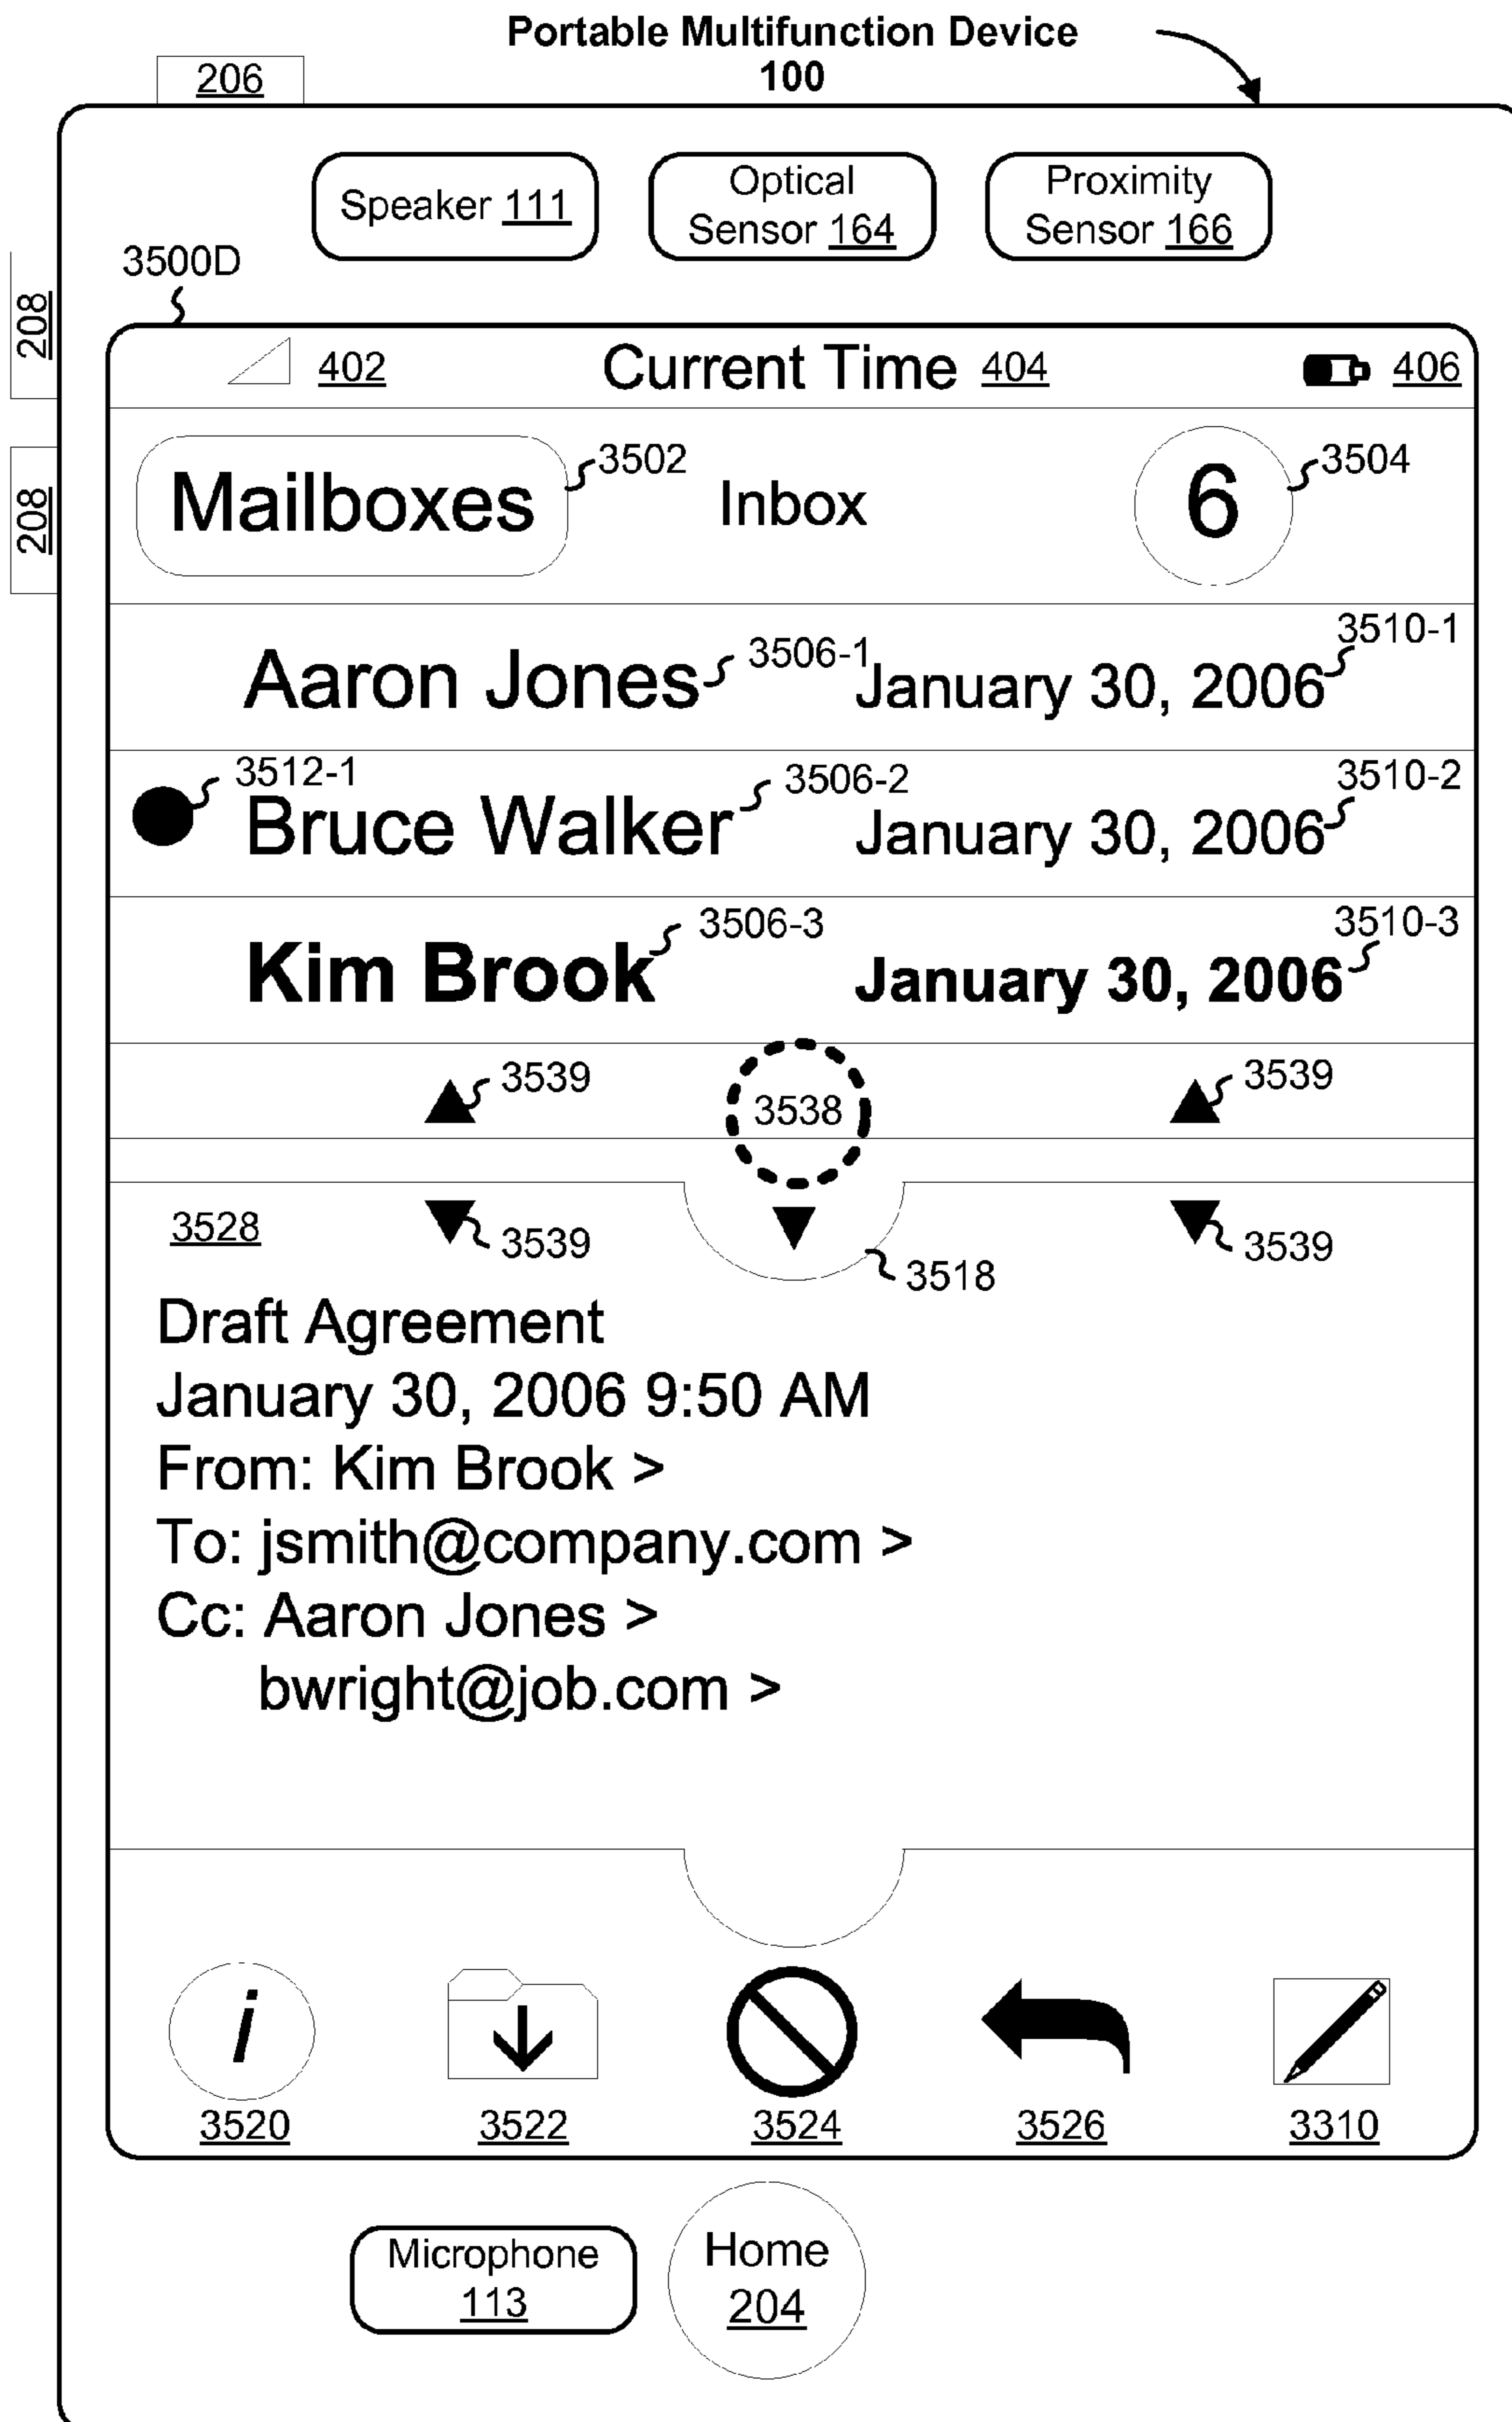 Portable Multifunction Device
100
206
Speaker 111
Optical
Sensor 164
Proximity
Sensor 166
3500D
208
208
402
Current Time 404
406
Mailboxes
3502
Inbox
6
3504
Aaron Jones
3506-1
January 30, 2006
3510-1
3512-1
Bruce Walker
3506-2
January 30, 2006
3510-2
Kim Brook
3506-3
January 30, 2006
3510-3
3539
3538
3539
3528
3539
3518
3539
Draft Agreement
January 30, 2006 9:50 AM
From: Kim Brook >
To: jsmith@company.com >
Cc: Aaron Jones >
bwright@job.com >
i
3520
3522
3524
3526
3310
Microphone
113
Home
204